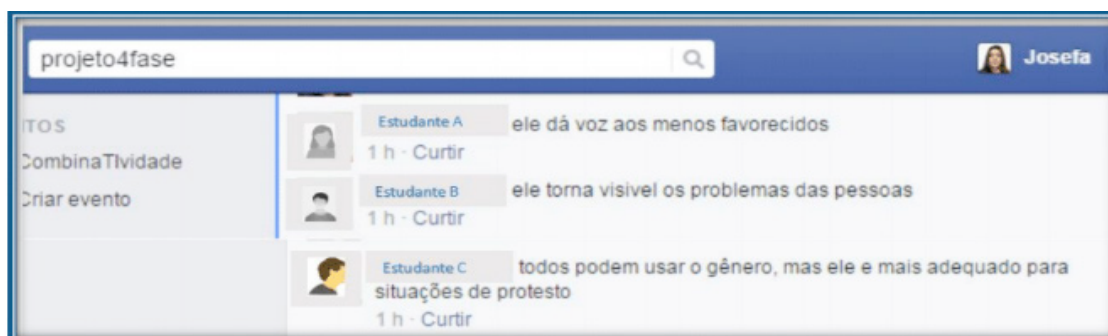 projeto4fase
Josefa
ITOS
CombinaTIvidade
Criar evento
Estudante A ele dá voz aos menos favorecidos
1 h · Curtir
Estudante B ele torna visivel os problemas das pessoas
1 h · Curtir
Estudante C todos podem usar o gênero, mas ele e mais adequado para
situações de protesto
1 h · Curtir